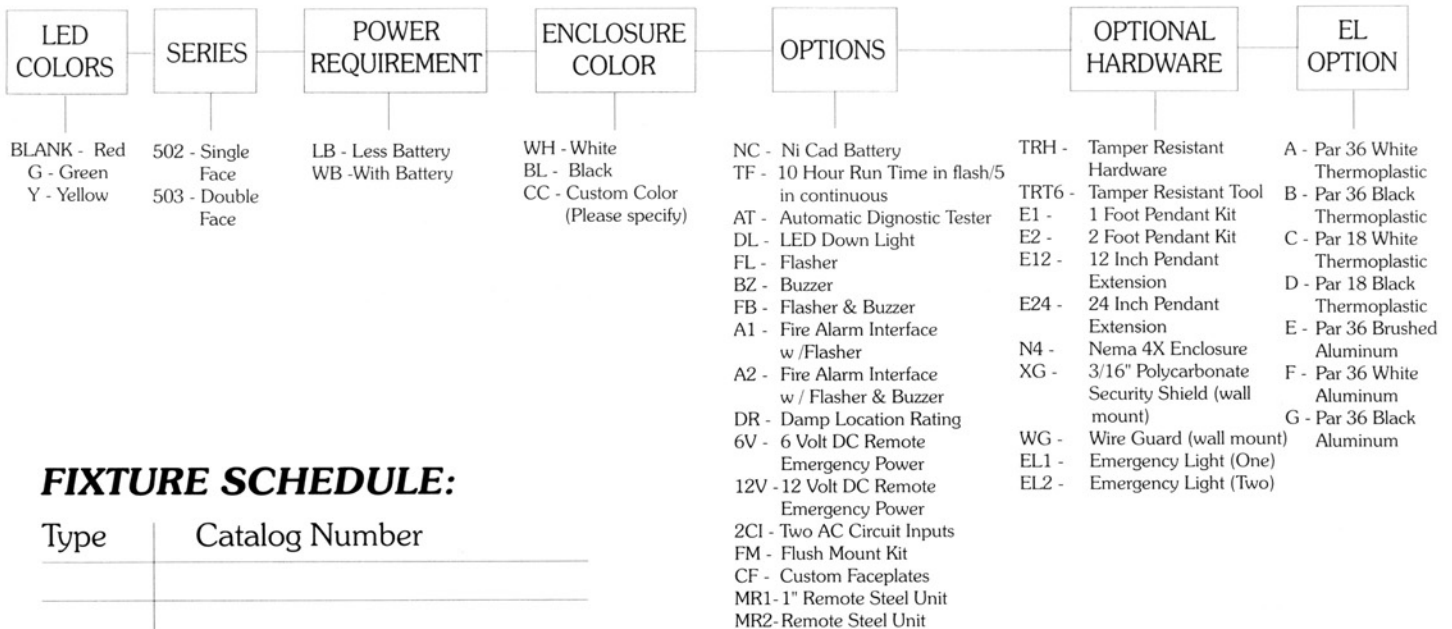 LED
COLORS
SERIES
POWER
REQUIREMENT
ENCLOSURE
COLOR
OPTIONS
OPTIONAL
HARDWARE
EL
OPTION
BLANK - Red
G - Green
Y - Yellow
502 - Single
Face
503 - Double
Face
LB - Less Battery
WB -With Battery
WH -White
BL - Black
CC - Custom Color
(Please specify)
NC - Ni Cad Battery
TF - 10 Hour Run Time in flash/5
in continuous
AT - Automatic Dignostic Tester
DL - LED Down Light
FL - Flasher
BZ - Buzzer
FB - Flasher & Buzzer
A1 - Fire Alarm Interface
w /Flasher
A2 - Fire Alarm Interface
w / Flasher & Buzzer
DR - Damp Location Rating
6V - 6 Volt DC Remote
Emergency Power
12V -12 Volt DC Remote
Emergency Power
2CI - Two AC Circuit Inputs
FM - Flush Mount Kit
CF - Custom Faceplates
MR1- 1" Remote Steel Unit
MR2-Remote Steel Unit
TRH - Tamper Resistant
Hardware
TRT6 - Tamper Resistant Tool
E1 - 1 Foot Pendant Kit
E2 - 2 Foot Pendant Kit
E12 - 12 Inch Pendant
Extension
E24 - 24 Inch Pendant
Extension
N4 - Nema 4X Enclosure
XG - 3/16" Polycarbonate
Security Shield (wall
mount)
WG - Wire Guard (wall mount)
EL1 - Emergency Light (One)
EL2 - Emergency Light (Two)
A - Par 36 White
Thermoplastic
B - Par 36 Black
Thermoplastic
C - Par 18 White
Thermoplastic
D - Par 18 Black
Thermoplastic
E - Par 36 Brushed
Aluminum
F - Par 36 White
Aluminum
G - Par 36 Black
Aluminum
FIXTURE SCHEDULE:
Type Catalog Number